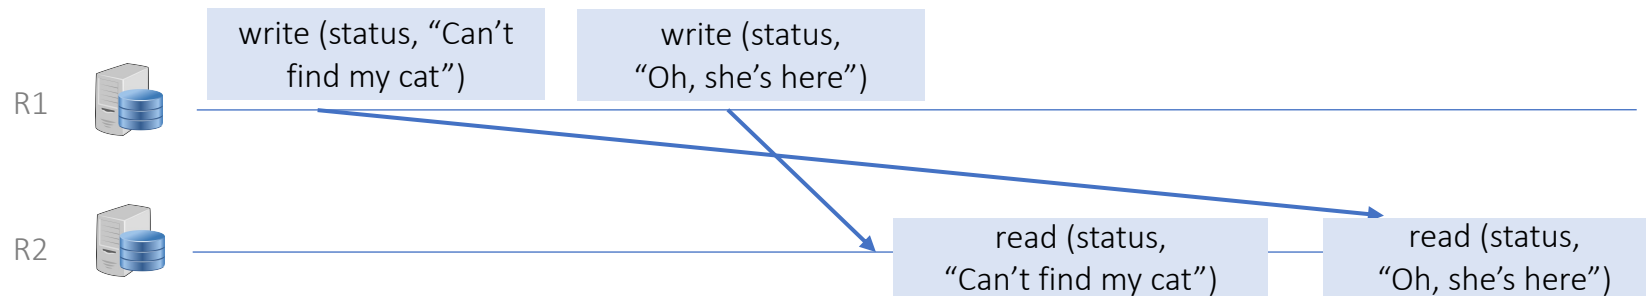 write (status, “Can’t
find my cat”)
write (status,
“Oh, she’s here”)
R1
R2
read (status,
“Can’t find my cat”)
read (status,
“Oh, she’s here”)